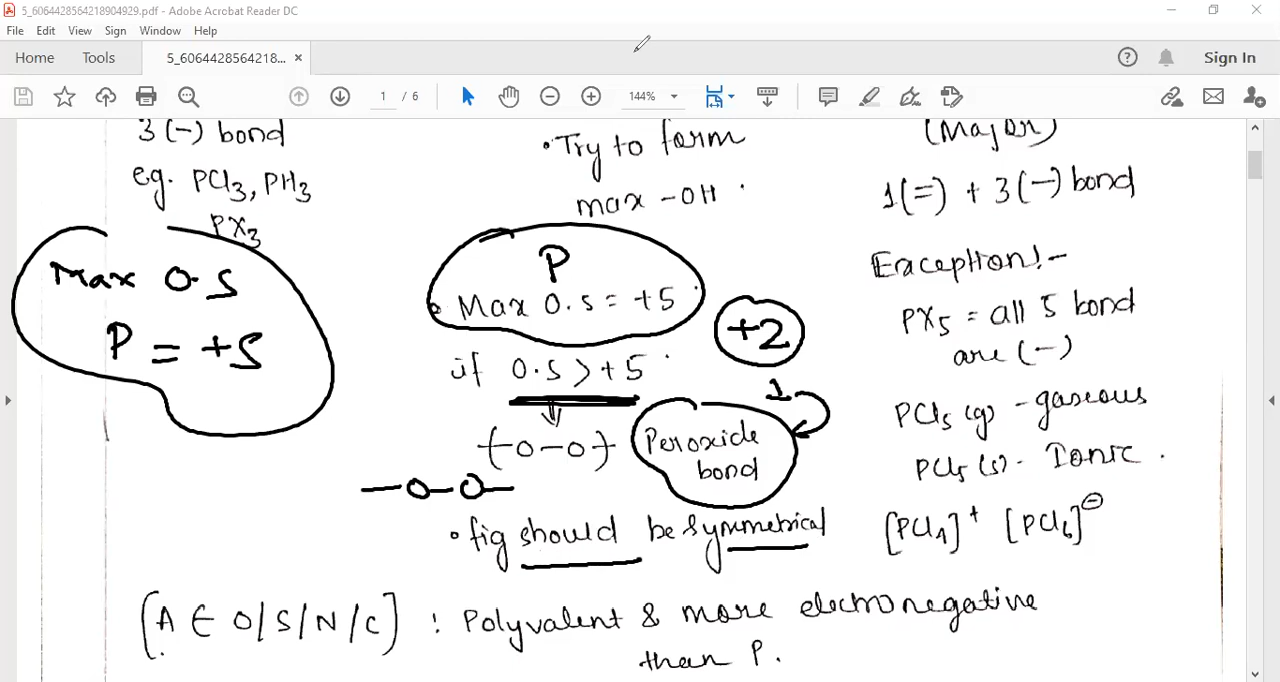 5_6064428564218904929.pdf - Adobe Acrobat Reader DC
File Edit View Sign Window Help
Home Tools 5_6064428564218... × Sign In
1 / 6 144%
3 (-) bond
eg. PCl3, PH3
PX3
Max O.S
P = +5
• Try to form
max -OH
P
• Max O.S = +5
+2
if O.S > +5
1
(-O-O-)
Peroxide
bond
-O-O-
• fig should be symmetrical
(Major)
1(=) + 3(-) bond
Exception!-
PX5 = all 5 bond
are (-)
PCl5 (g) - gaseous
PCl5 (s) - Ionic.
[PCl4]+ [PCl6]⊖
(A ∈ O/S/N/C] : Polyvalent & more electronegative
than P.